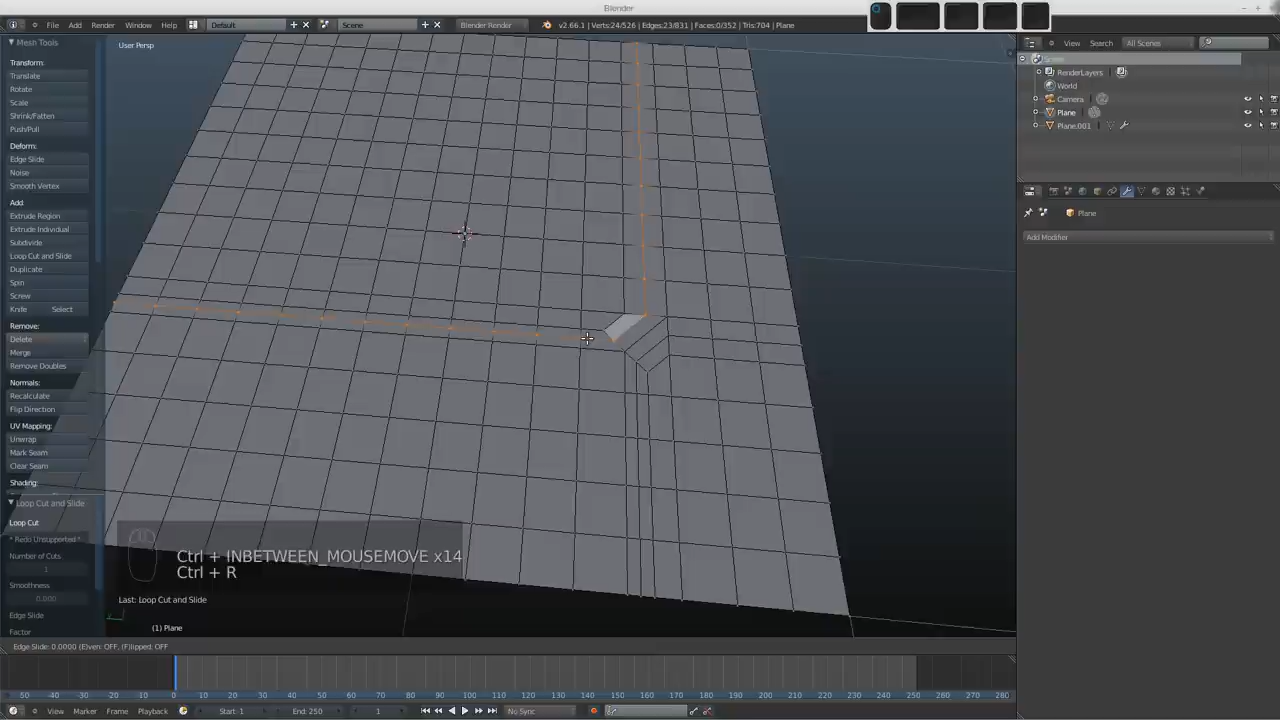 Blender
File Add Render Window Help Default Scene Blender Render v2.66.1 | Verts:24/526 | Edges:23/831 | Faces:0/352 | Tris:704 | Plane
Mesh Tools
User Persp
View Search All Scenes
Transform:
Translate
Rotate
Scale
Shrink/Fatten
Push/Pull
Deform:
Edge Slide
Noise
Smooth Vertex
Add:
Extrude Region
Extrude Individual
Subdivide
Loop Cut and Slide
Duplicate
Spin
Screw
Knife Select
Remove:
Delete
Merge
Remove Doubles
Normals:
Recalculate
Flip Direction
UV Mapping:
Unwrap
Mark Seam
Clear Seam
Shading:
Loop Cut and Slide
Loop Cut
* Redo Unsupported *
Number of Cuts
1
Smoothness
0.000
Edge Slide
Factor
RenderLayers
World
Camera
Plane
Plane.001
Plane
Add Modifier
Ctrl + INBETWEEN_MOUSEMOVE x14
Ctrl + R
Last: Loop Cut and Slide
(1) Plane
Edge Slide: 0.0000 (E)ven: OFF, (F)lipped: OFF
50 -40 -30 -20 -10 0 10 20 30 40 50 60 70 80 90 100 110 120 130 140 150 160 170 180 190 200 210 220 230 240 250 260 270 280
View Marker Frame Playback Start: 1 End: 250 1 No Sync